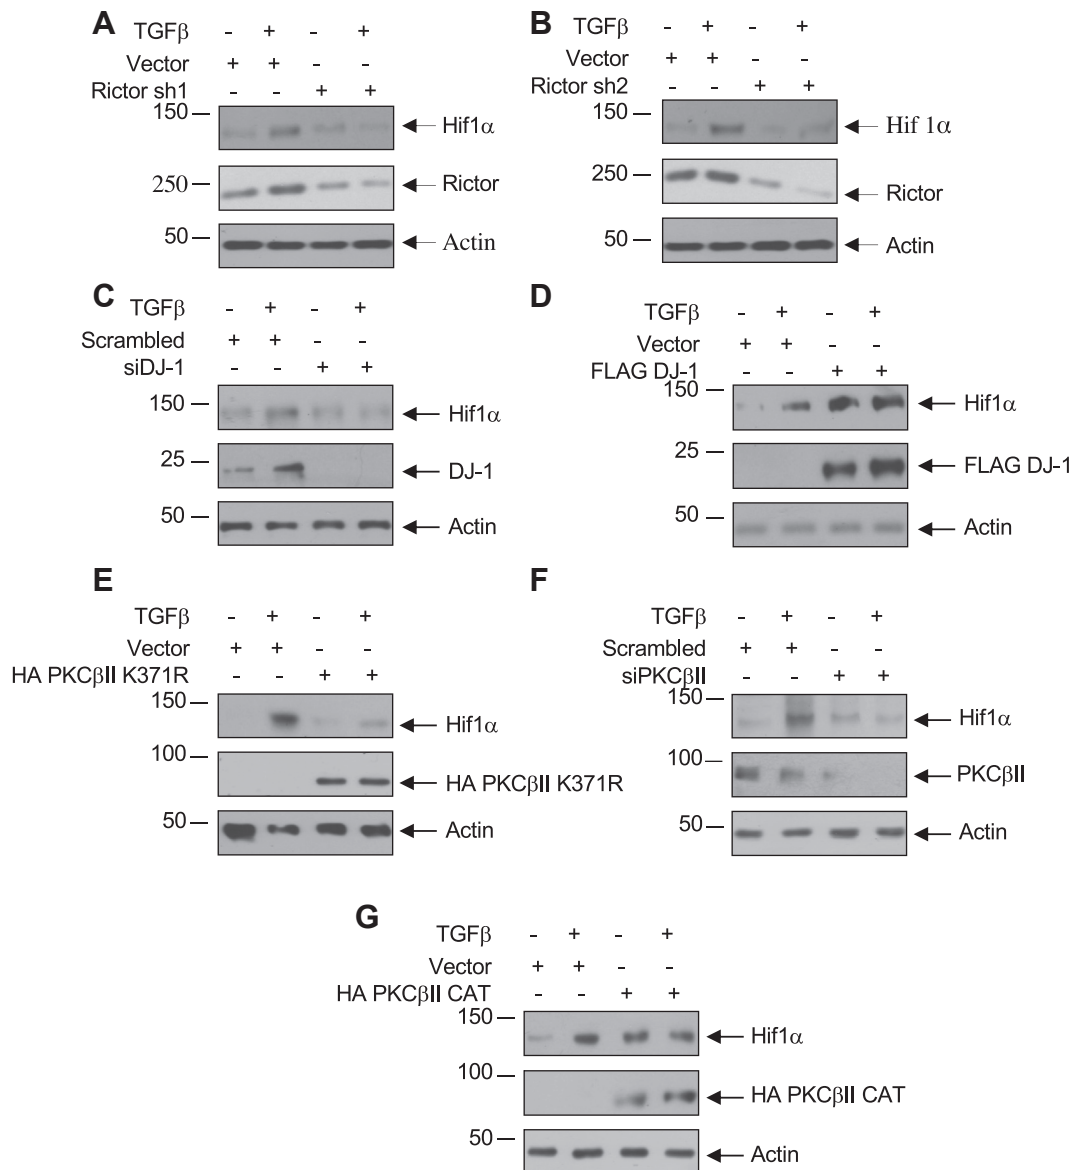 A
TGFβ - + - +
Vector + + - -
Rictor sh1 - - + +
150
Hif1α
250
Rictor
50
Actin
B
TGFβ - + - +
Vector + + - -
Rictor sh2 - - + +
150
Hif 1α
250
Rictor
50
Actin
C
TGFβ - + - +
Scrambled + + - -
siDJ-1 - - + +
150
Hif1α
25
DJ-1
50
Actin
D
TGFβ - + - +
Vector + + - -
FLAG DJ-1 - - + +
150
Hif1α
25
FLAG DJ-1
50
Actin
E
TGFβ - + - +
Vector + + - -
HA PKCβII K371R - - + +
150
Hif1α
100
HA PKCβII K371R
50
Actin
F
TGFβ - + - +
Scrambled + + - -
siPKCβII - - + +
150
Hif1α
100
PKCβII
50
Actin
G
TGFβ - + - +
Vector + + - -
HA PKCβII CAT - - + +
150
Hif1α
100
HA PKCβII CAT
50
Actin